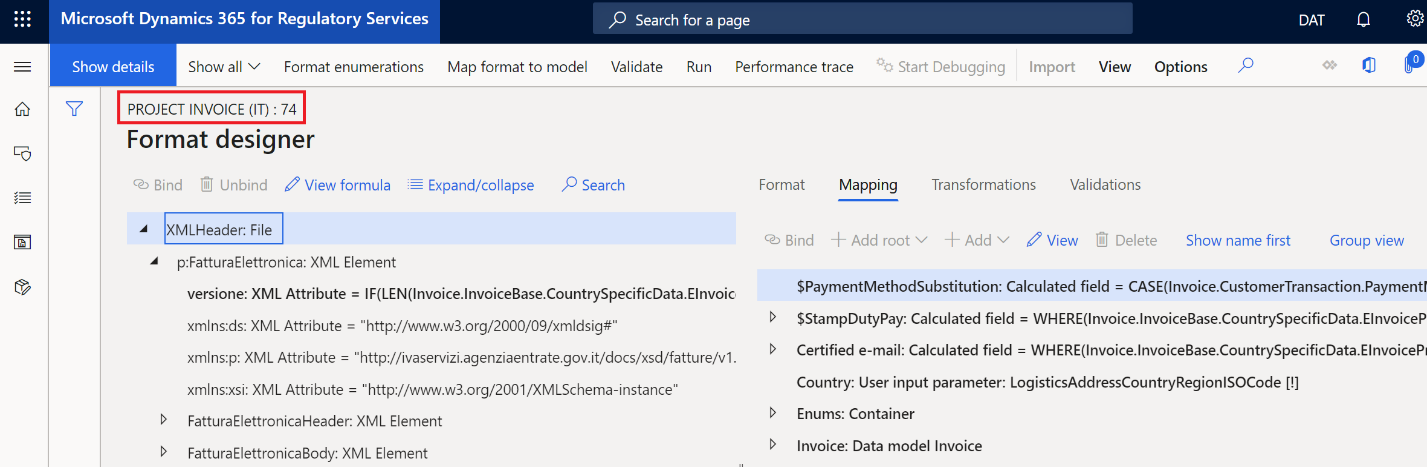 Microsoft Dynamics 365 for Regulatory Services
Search for a page
DAT
Show details
Show all
Format enumerations
Map format to model
Validate
Run
Performance trace
Start Debugging
Import
View
Options
0
PROJECT INVOICE (IT) : 74
Format designer
Bind
Unbind
View formula
Expand/collapse
Search
XMLHeader: File
p:FatturaElettronica: XML Element
versione: XML Attribute = IF(LEN(Invoice.InvoiceBase.CountrySpecificData.EInvoic
xmlns:ds: XML Attribute = "http://www.w3.org/2000/09/xmldsig#"
xmlns:p: XML Attribute = "http://ivaservizi.agenziaentrate.gov.it/docs/xsd/fatture/v1.
xmlns:xsi: XML Attribute = "http://www.w3.org/2001/XMLSchema-instance"
FatturaElettronicaHeader: XML Element
FatturaElettronicaBody: XML Element
Format
Mapping
Transformations
Validations
Bind
Add root
Add
View
Delete
Show name first
Group view
$PaymentMethodSubstitution: Calculated field = CASE(Invoice.CustomerTransaction.PaymentM
$StampDutyPay: Calculated field = WHERE(Invoice.InvoiceBase.CountrySpecificData.EInvoiceP
Certified e-mail: Calculated field = WHERE(Invoice.InvoiceBase.CountrySpecificData.EInvoicePr
Country: User input parameter: LogisticsAddressCountryRegionISOCode [!]
Enums: Container
Invoice: Data model Invoice